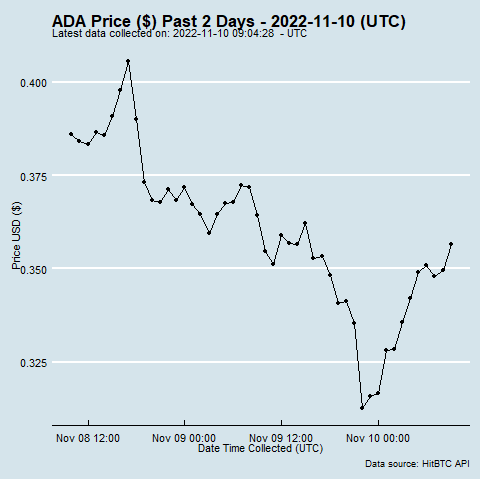 ADA Price ($) Past 2 Days - 2022-11-10 (UTC)
Latest data collected on: 2022-11-10 09:04:28 - UTC
0.400
0.375
0.350
0.325
Price USD ($)
Nov 08 12:00
Nov 09 00:00
Nov 09 12:00
Nov 10 00:00
Date Time Collected (UTC)
Data source: HitBTC API